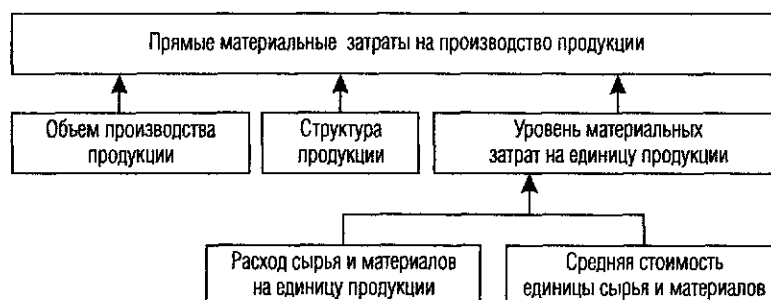 Прямые материальные затраты на производство продукции
Объем производства
продукции
Структура
продукции
Уровень материальных
затрат на единицу продукции
Расход сырья и материалов
на единицу продукции
Средняя стоимость
единицы сырья и материалов